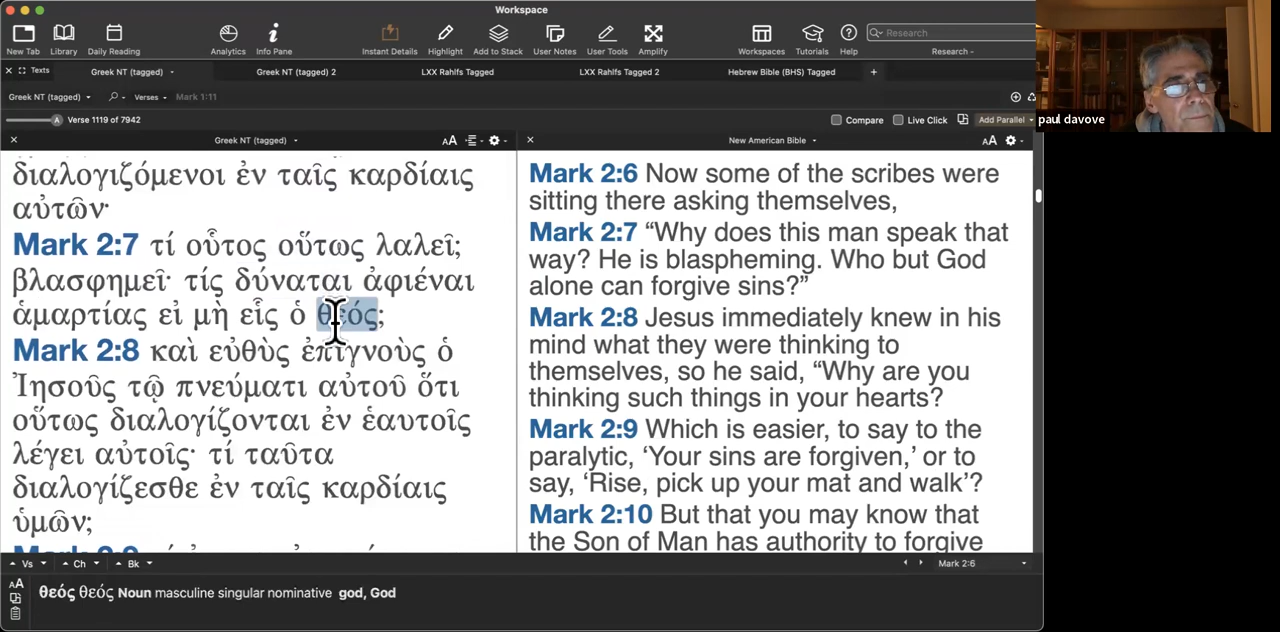 Workspace
New Tab
Library
Daily Reading
Analytics
Info Pane
Instant Details
Highlight
Add to Stack
User Notes
User Tools
Amplify
Workspaces
Tutorials
Help
Research
Research
Texts
Greek NT (tagged)
Greek NT (tagged) 2
LXX Rahlfs Tagged
LXX Rahlfs Tagged 2
Hebrew Bible (BHS) Tagged
Greek NT (tagged)
Verses
Mark 1:11
Verse 1119 of 7942
Compare
Live Click
Add Parallel
paul davove
Greek NT (tagged)
AA
διαλογιζόμενοι ἐν ταῖς καρδίαις
αὐτῶν·
Mark 2:7 τί οὗτος οὕτως λαλεῖ;
βλασφημεῖ· τίς δύναται ἀφιέναι
ἁμαρτίας εἰ μὴ εἷς ὁ θεός;
Mark 2:8 καὶ εὐθὺς ἐπιγνοὺς ὁ
Ἰησοῦς τῷ πνεύματι αὐτοῦ ὅτι
οὕτως διαλογίζονται ἐν ἑαυτοῖς
λέγει αὐτοῖς· τί ταῦτα
διαλογίζεσθε ἐν ταῖς καρδίαις
ὑμῶν;
New American Bible
AA
Mark 2:6 Now some of the scribes were
sitting there asking themselves,
Mark 2:7 “Why does this man speak that
way? He is blaspheming. Who but God
alone can forgive sins?”
Mark 2:8 Jesus immediately knew in his
mind what they were thinking to
themselves, so he said, “Why are you
thinking such things in your hearts?
Mark 2:9 Which is easier, to say to the
paralytic, ‘Your sins are forgiven,’ or to
say, ‘Rise, pick up your mat and walk’?
Mark 2:10 But that you may know that
the Son of Man has authority to forgive
Vs
Ch
Bk
Mark 2:6
AA
θεός θεός Noun masculine singular nominative god, God